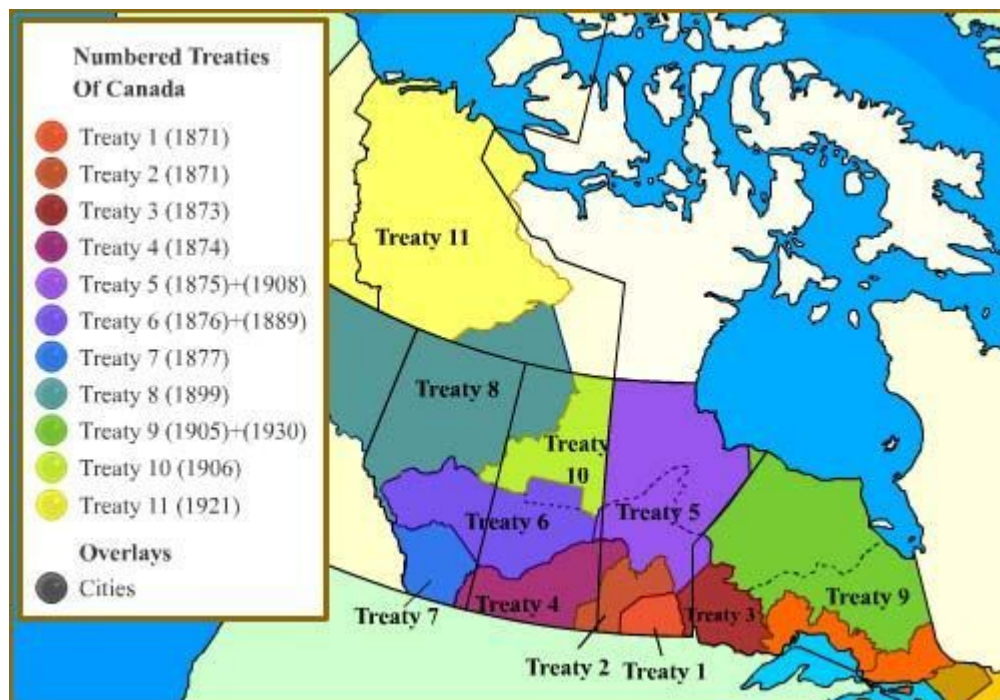 Numbered Treaties
Of Canada
Treaty 1 (1871)
Treaty 2 (1871)
Treaty 3 (1873)
Treaty 4 (1874)
Treaty 5 (1875)+(1908)
Treaty 6 (1876)+(1889)
Treaty 7 (1877)
Treaty 8 (1899)
Treaty 9 (1905)+(1930)
Treaty 10 (1906)
Treaty 11 (1921)
Overlays
Cities
Treaty 11
Treaty 8
Treaty
10
Treaty 6
Treaty 5
Treaty 4
Treaty 3
Treaty 9
Treaty 7
Treaty 2
Treaty 1